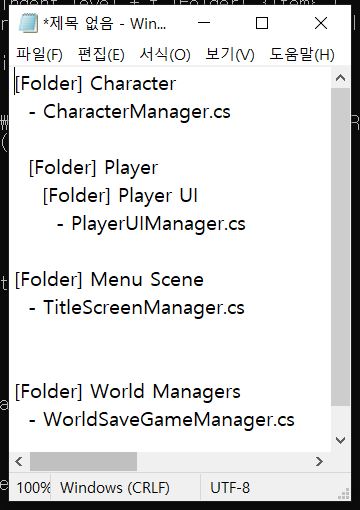 *제목 없음 - Win...
파일(F) 편집(E) 서식(O) 보기(V) 도움말(H)
[Folder] Character
- CharacterManager.cs
[Folder] Player
[Folder] Player UI
- PlayerUIManager.cs
[Folder] Menu Scene
- TitleScreenManager.cs
[Folder] World Managers
- WorldSaveGameManager.cs
100% Windows (CRLF) UTF-8